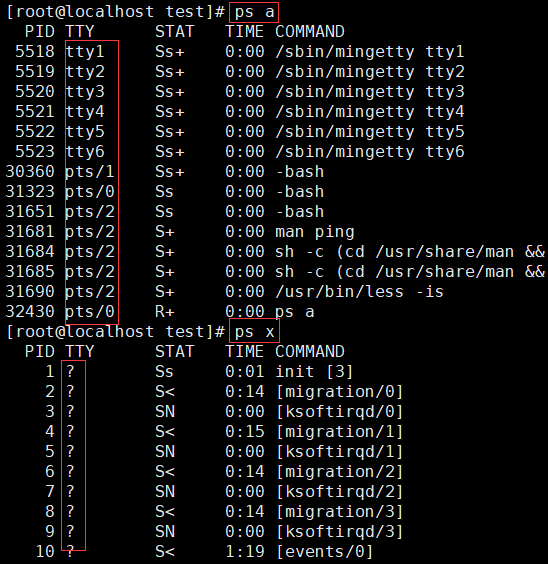 [root@localhost test]# ps a
  PID TTY      STAT   TIME COMMAND
 5518 tty1     Ss+    0:00 /sbin/mingetty tty1
 5519 tty2     Ss+    0:00 /sbin/mingetty tty2
 5520 tty3     Ss+    0:00 /sbin/mingetty tty3
 5521 tty4     Ss+    0:00 /sbin/mingetty tty4
 5522 tty5     Ss+    0:00 /sbin/mingetty tty5
 5523 tty6     Ss+    0:00 /sbin/mingetty tty6
30360 pts/1    Ss+    0:00 -bash
31323 pts/0    Ss     0:00 -bash
31651 pts/2    Ss     0:00 -bash
31681 pts/2    S+     0:00 man ping
31684 pts/2    S+     0:00 sh -c (cd /usr/share/man &&
31685 pts/2    S+     0:00 sh -c (cd /usr/share/man &&
31690 pts/2    S+     0:00 /usr/bin/less -is
32430 pts/0    R+     0:00 ps a
[root@localhost test]# ps x
  PID TTY      STAT   TIME COMMAND
    1 ?        Ss     0:01 init [3]
    2 ?        S<     0:14 [migration/0]
    3 ?        SN     0:00 [ksoftirqd/0]
    4 ?        S<     0:15 [migration/1]
    5 ?        SN     0:00 [ksoftirqd/1]
    6 ?        S<     0:14 [migration/2]
    7 ?        SN     0:00 [ksoftirqd/2]
    8 ?        S<     0:14 [migration/3]
    9 ?        SN     0:00 [ksoftirqd/3]
   10 ?        S<     1:19 [events/0]